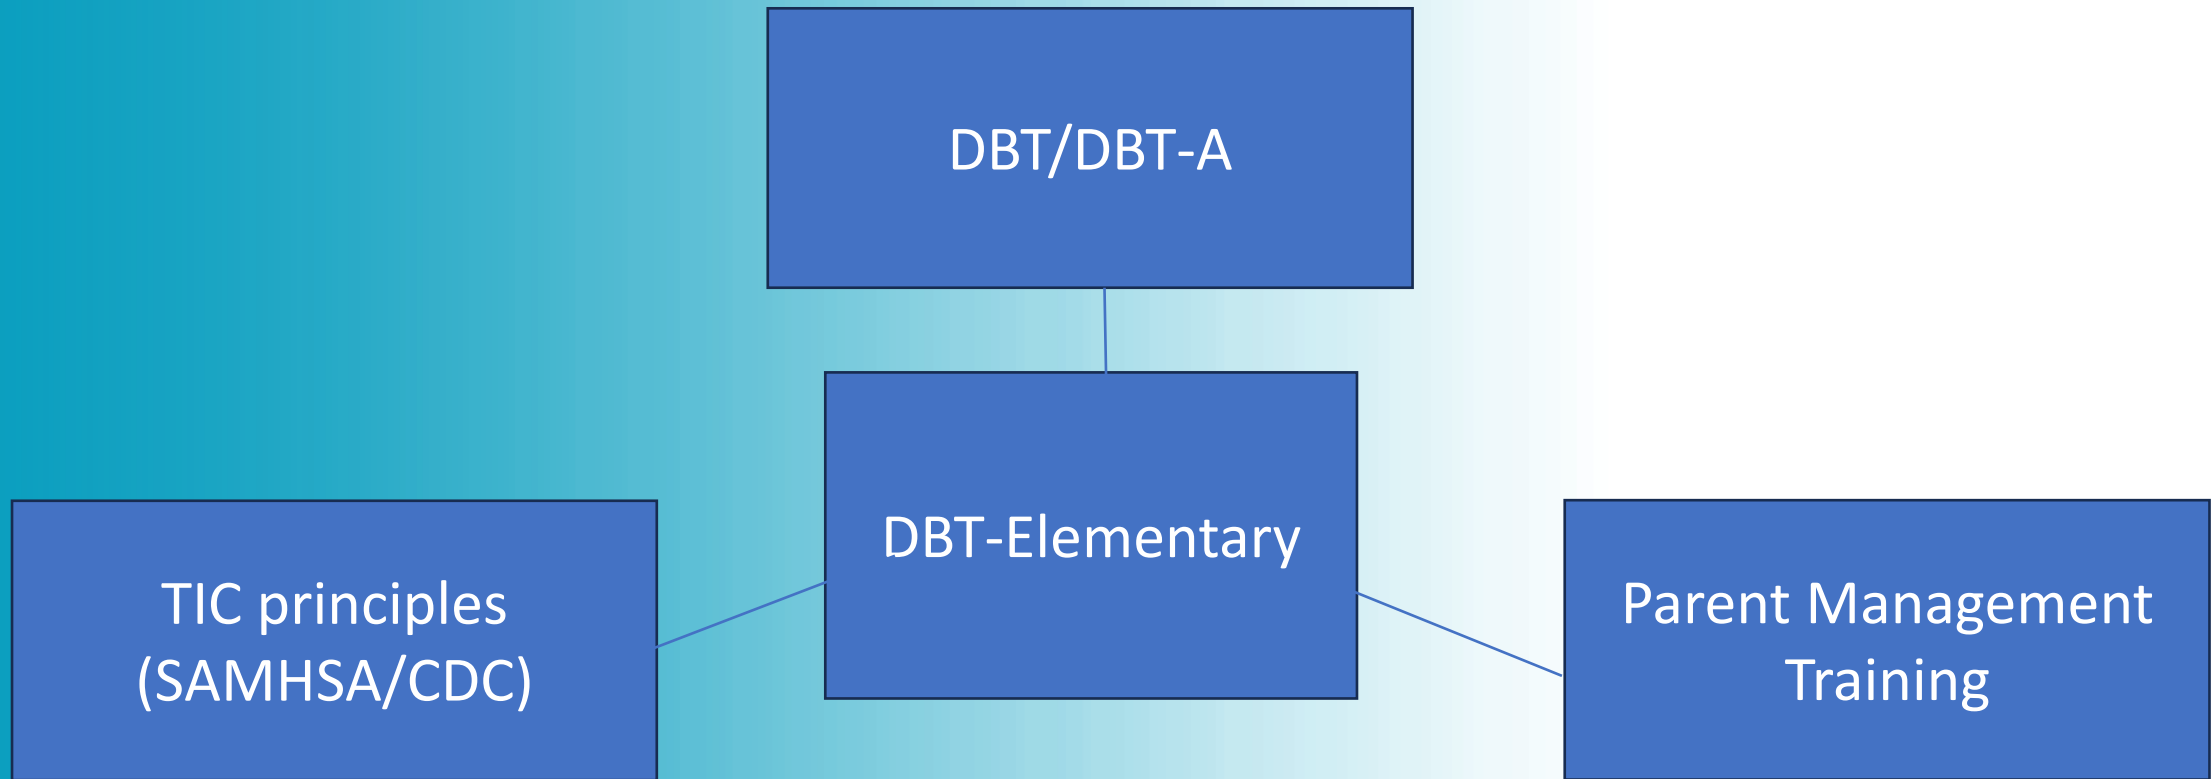 DBT/DBT-A
DBT-Elementary
TIC principles
(SAMHSA/CDC)
Parent Management
Training